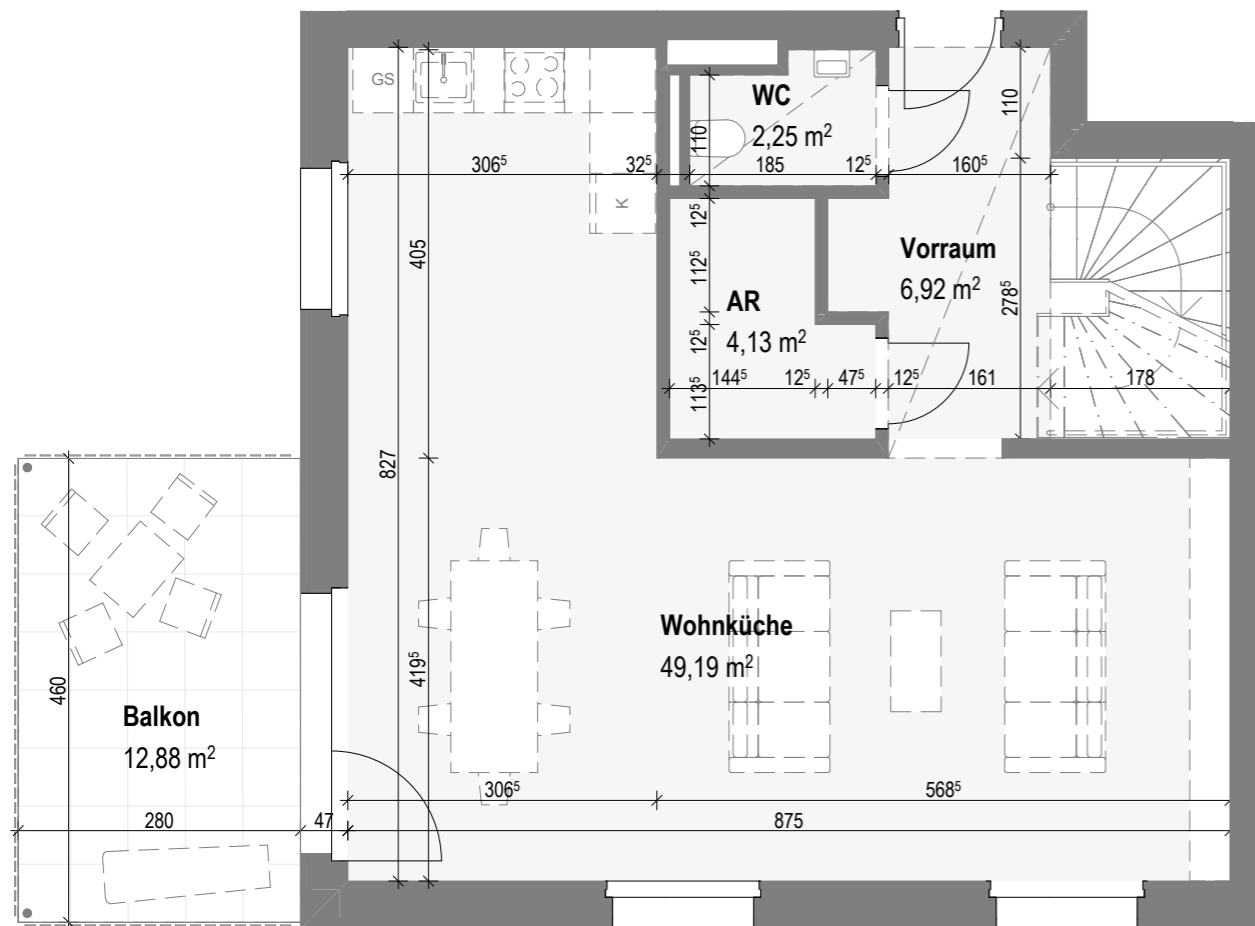 GS
WC
2,25 m²
110
110
306⁵
32⁵
185
12⁵
160⁵
K
12⁵
405
112⁵
Vorraum
6,92 m²
AR
4,13 m²
278⁵
12⁵
144⁵
12⁵
47⁵
12⁵
161
178
113⁵
827
Wohnküche
49,19 m²
419⁵
460
Balkon
12,88 m²
306⁵
568⁵
280
47
875